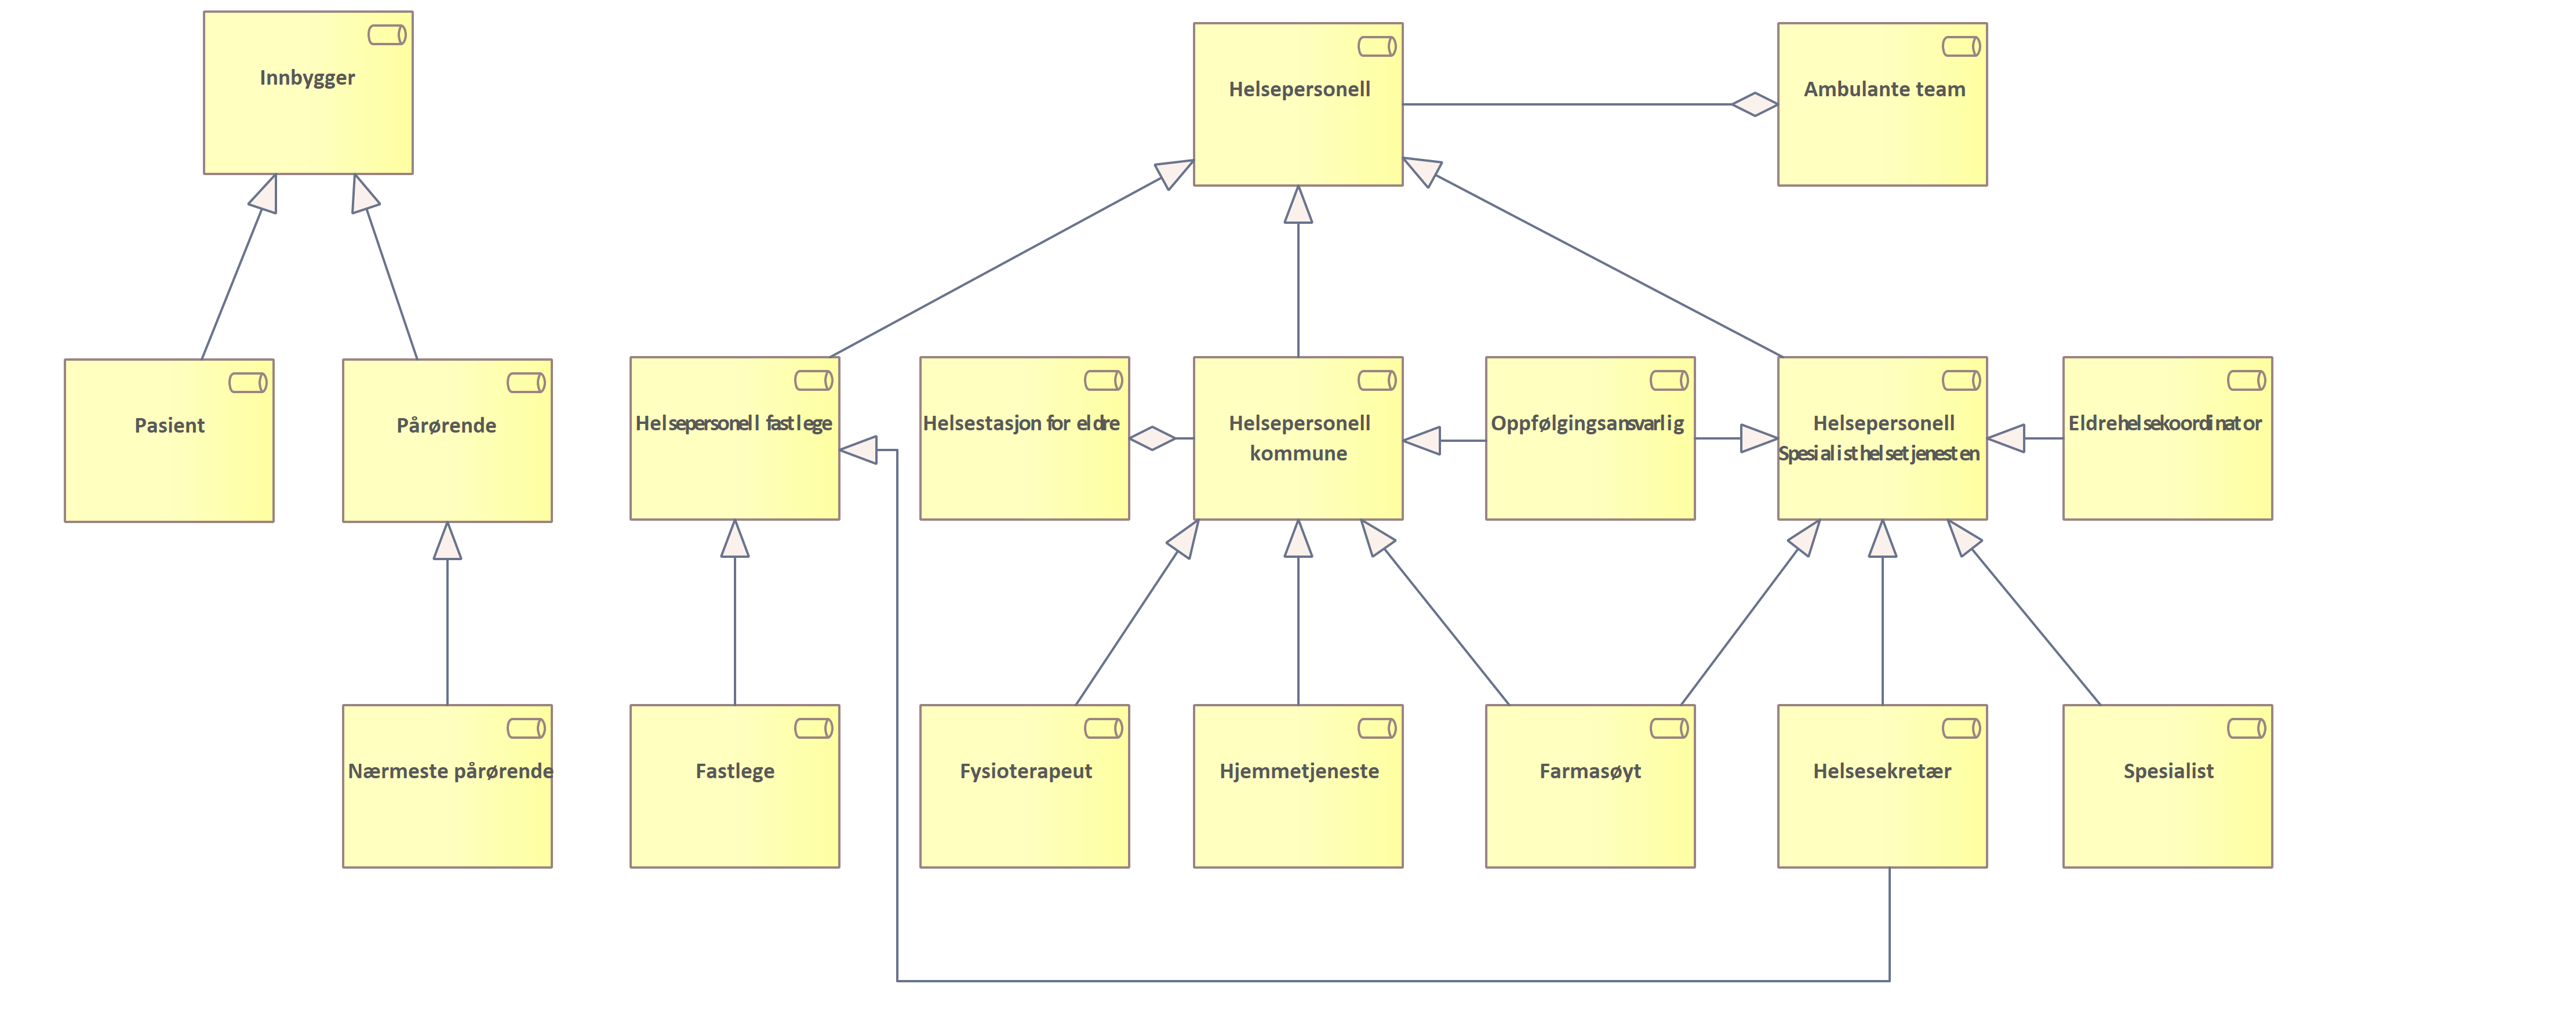 Innbygger
Helsepersonell
Ambulante team
Pasient
Pårørende
Helsepersonell fastlege
Helsestasjon for eldre
Helsepersonell
kommune
Oppfølgingsansvarlig
Helsepersonell
Spesialisthelsetjenesten
Eldrehelsekoordinator
Nærmeste pårørende
Fastlege
Fysioterapeut
Hjemmetjeneste
Farmasøyt
Helsesekretær
Spesialist